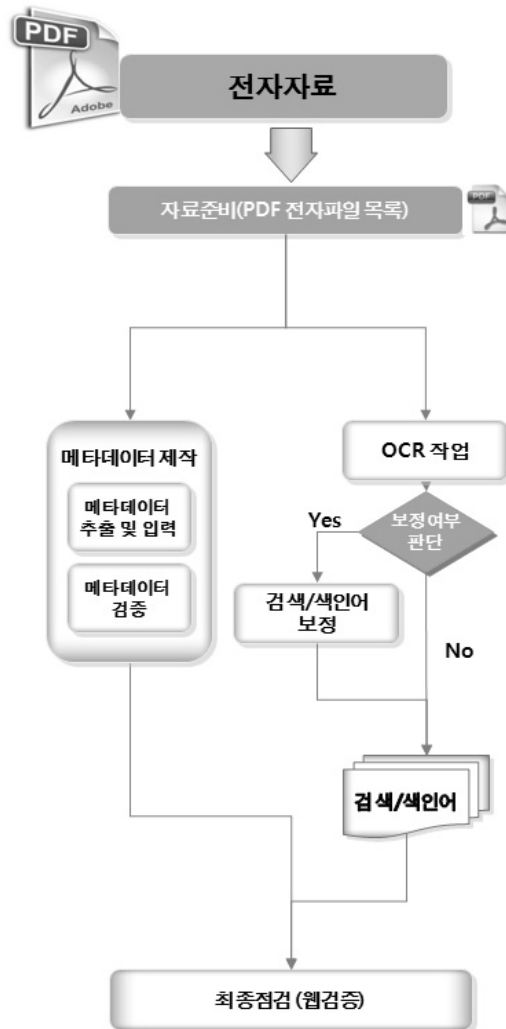 PDF
Adobe
전자자료
자료준비(PDF 전자파일 목록)
PDF
메타데이터 제작
메타데이터
추출 및 입력
메타데이터
검증
OCR 작업
보정여부
판단
Yes
검색/색인어
보정
No
검색/색인어
최종점검 (웹검증)